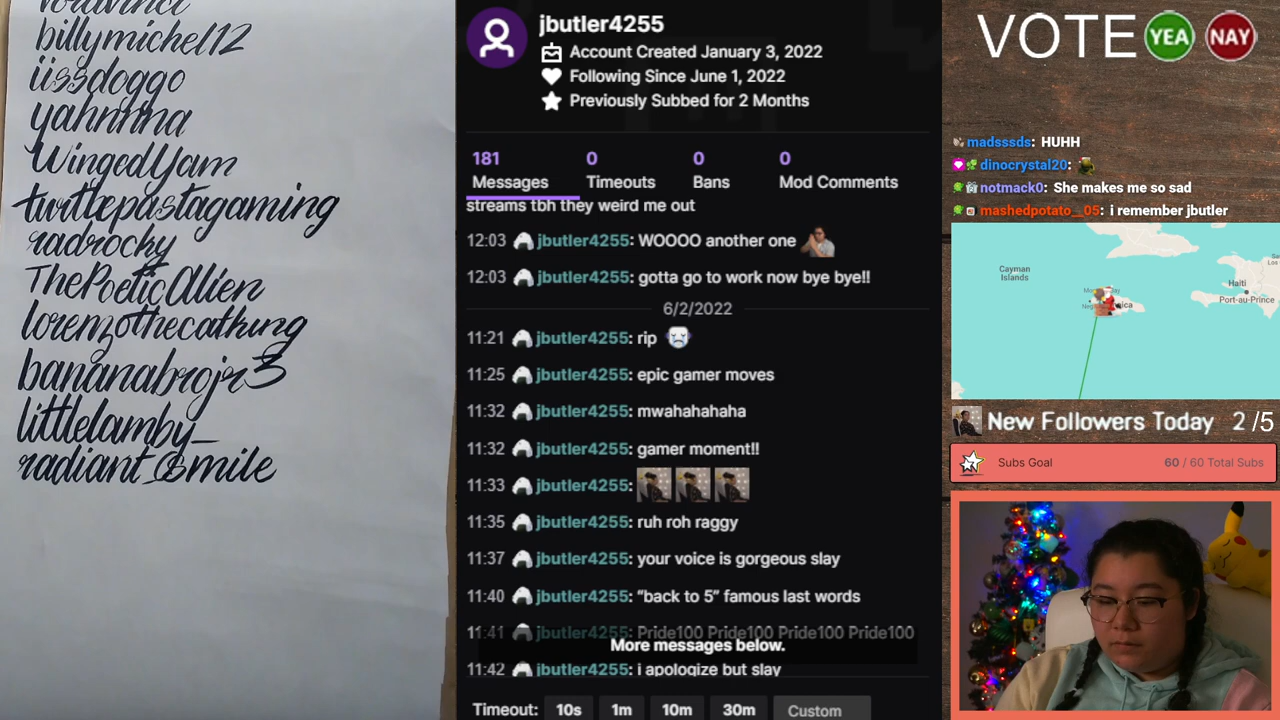 billymichel12
iissdoggo
yahnnna
WingedYam
turtlepastagaming
radrocky
ThePoeticAlien
lorenzothecatking
bananabrojr3
littlelamby_
radiant_smile
jbutler4255
Account Created January 3, 2022
Following Since June 1, 2022
Previously Subbed for 2 Months
181 0 0 0
Messages Timeouts Bans Mod Comments
streams tbh they weird me out
12:03 jbutler4255: WOOOO another one
12:03 jbutler4255: gotta go to work now bye bye!!
6/2/2022
11:21 jbutler4255: rip
11:25 jbutler4255: epic gamer moves
11:32 jbutler4255: mwahahahaha
11:32 jbutler4255: gamer moment!!
11:33 jbutler4255:
11:35 jbutler4255: ruh roh raggy
11:37 jbutler4255: your voice is gorgeous slay
11:40 jbutler4255: “back to 5” famous last words
11:41 jbutler4255: Pride100 Pride100 Pride100 Pride100
More messages below.
11:42 jbutler4255: i apologize but slay
Timeout: 10s 1m 10m 30m Custom
VOTE YEA NAY
madsssds: HUHH
dinocrystal20:
notmack0: She makes me so sad
mashedpotato__05: i remember jbutler
Cayman
Islands
Haiti
Port-au-Prince
New Followers Today 2 /5
Subs Goal 60 / 60 Total Subs